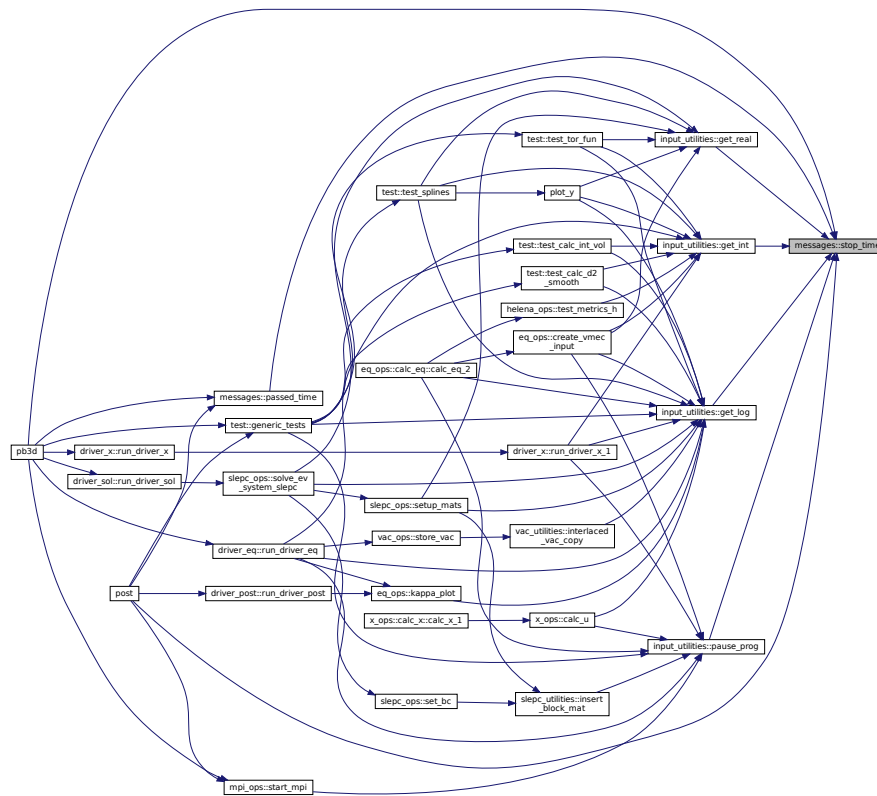 test::test_tor_fun
input_utilities::get_real
test::test_splines
plot_y
test::test_calc_int_vol
input_utilities::get_int
messages::stop_time
test::test_calc_d2
_smooth
helena_ops::test_metrics_h
eq_ops::create_vmec
_input
eq_ops::calc_eq::calc_eq_2
messages::passed_time
input_utilities::get_log
test::generic_tests
pb3d
driver_x::run_driver_x
driver_x::run_driver_x_1
driver_sol::run_driver_sol
slepc_ops::solve_ev
_system_slepc
slepc_ops::setup_mats
vac_utilities::interlaced
_vac_copy
vac_ops::store_vac
driver_eq::run_driver_eq
post
driver_post::run_driver_post
eq_ops::kappa_plot
x_ops::calc_x::calc_x_1
x_ops::calc_u
input_utilities::pause_prog
slepc_ops::set_bc
slepc_utilities::insert
_block_mat
mpi_ops::start_mpi